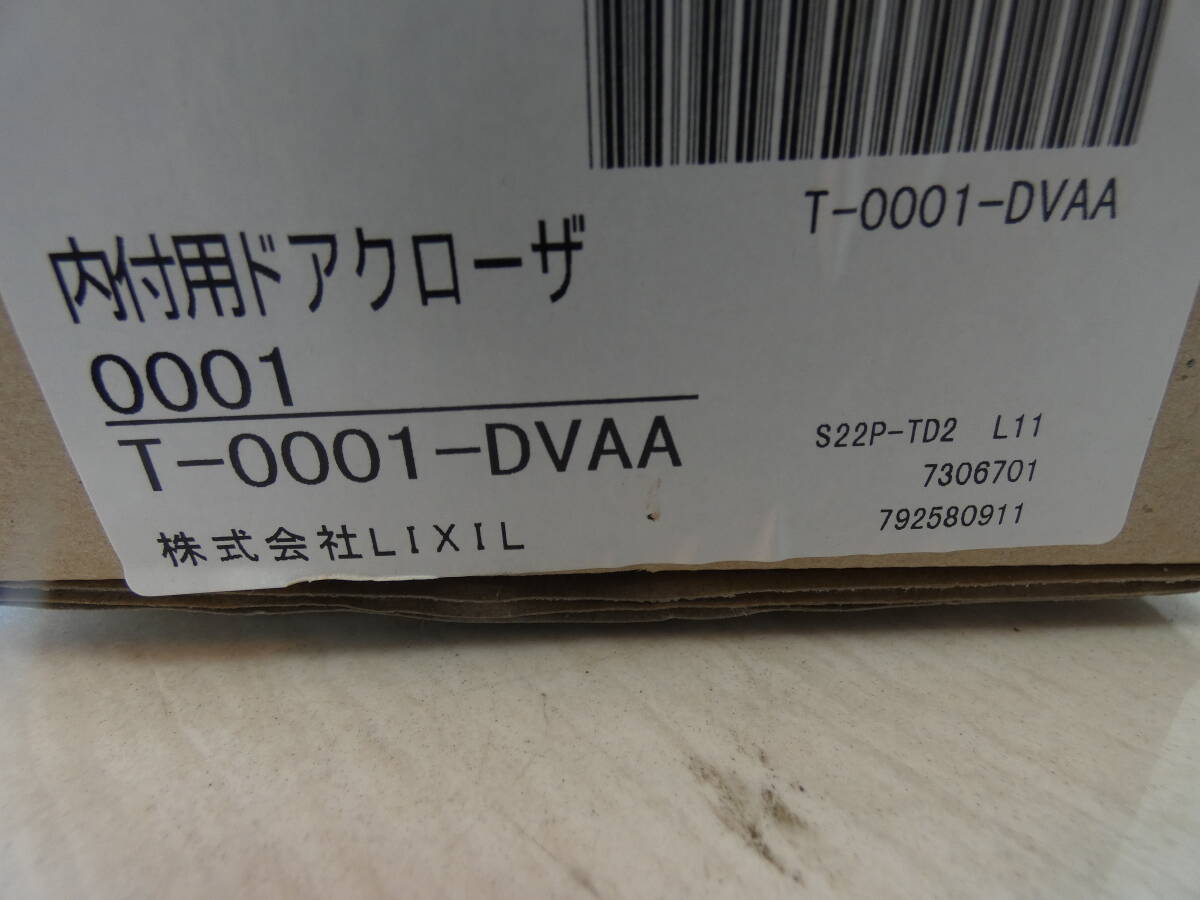 T-0001-DVAA
内付用ドアクローザ
0001
T-0001-DVAA
S22P-TD2 L11
7306701
792580911
株式会社LIXIL